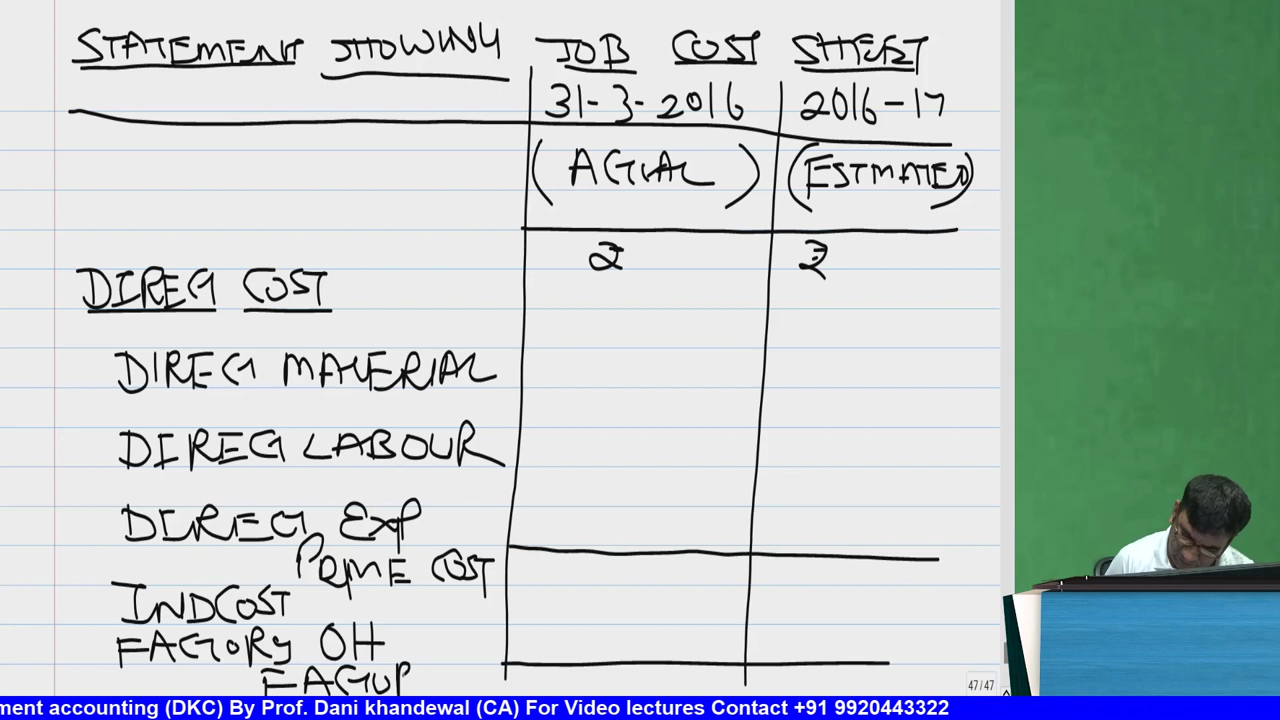 STATEMENT SHOWING JOB COST SHEET
31-3-2016 2016-17
(ACTUAL) (ESTIMATED)
₹ ₹
DIRECT COST
DIRECT MATERIAL
DIRECT LABOUR
DIRECT EXP
PRIME COST
IND COST
FACTORY OH
47/47
ment accounting (DKC) By Prof. Dani khandewal (CA) For Video lectures Contact +91 9920443322